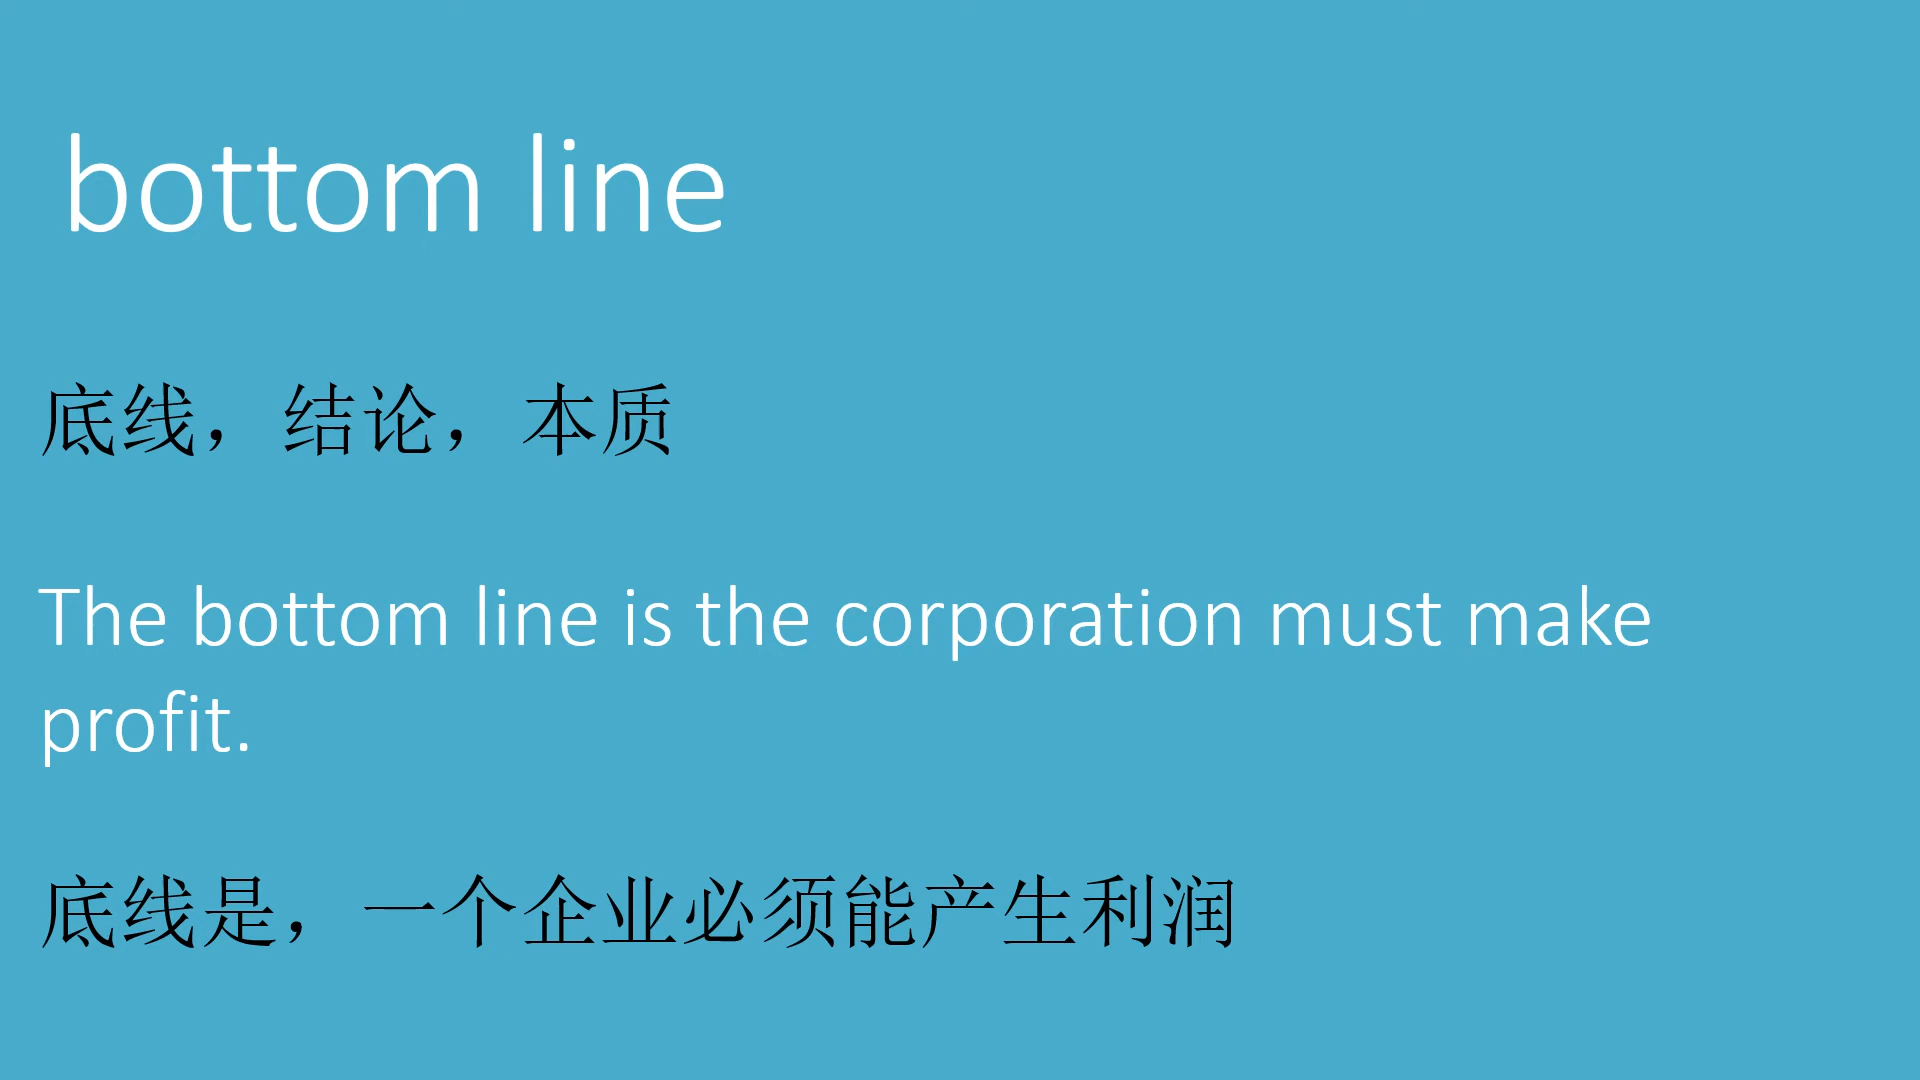 bottom line
底线，结论，本质
The bottom line is the corporation must make
profit.
底线是，一个企业必须能产生利润